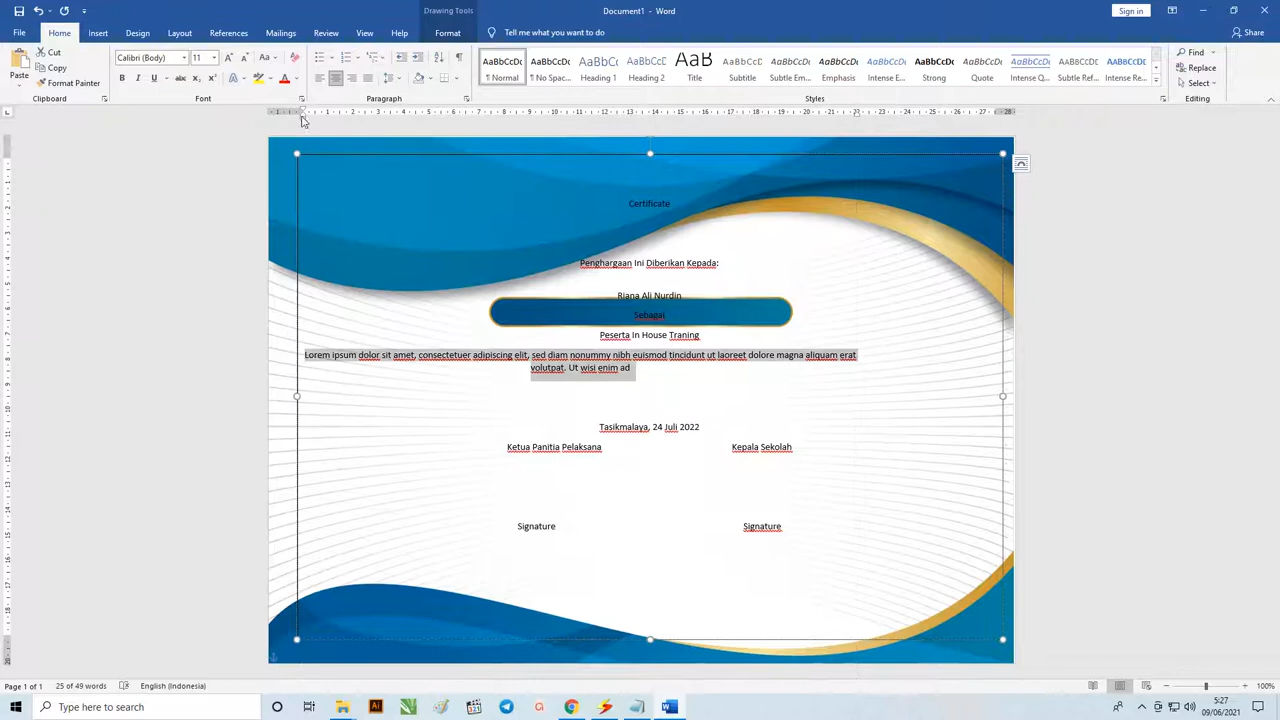 Drawing Tools
Document1 - Word
Sign in
File Home Insert Design Layout References Mailings Review View Help Format Tell me what you want to do Share
Paste Cut Copy Format Painter Clipboard
Calibri (Body) 11 Font
Paragraph
AaBbCcDc ¶ Normal
AaBbCcDc ¶ No Spac...
AaBbCc Heading 1
AaBbCc Heading 2
AaB Title
AaBbCcD Subtitle
AaBbCcDc Subtle Em...
AaBbCcDc Emphasis
AaBbCcDc Intense E...
AaBbCcDc Strong
AaBbCcDc Quote
AaBbCcDc Intense Q...
AaBbCcDc Subtle Ref...
AaBbCcDc Intense Re...
Styles
Find
Replace
Select
Editing
Certificate
Penghargaan Ini Diberikan Kepada:
Riana Ali Nurdin
Sebagai
Peserta In House Traning
Lorem ipsum dolor sit amet, consectetuer adipiscing elit, sed diam nonummy nibh euismod tincidunt ut laoreet dolore magna aliquam erat
volutpat. Ut wisi enim ad
Tasikmalaya, 24 Juli 2022
Ketua Panitia Pelaksana Kepala Sekolah
Signature Signature
Page 1 of 1 25 of 49 words English (Indonesia) 100%
Type here to search
5:27
09/06/2021